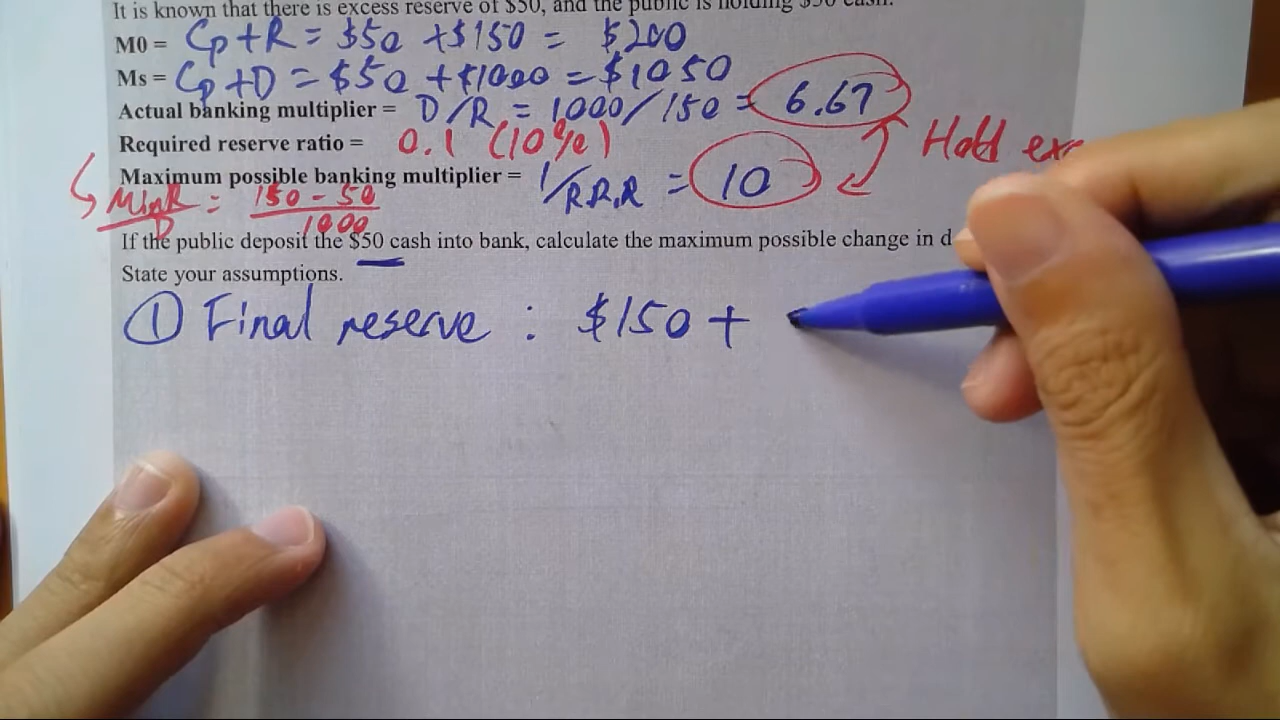 It is known that there is excess reserve of $50, and the public is holding $50 cash.
M0 = Cp + R = $50 + $150 = $200
Ms = Cp + D = $50 + $1000 = $1050
Actual banking multiplier = D/R = 1000/150 = 6.67
Required reserve ratio = 0.1 (10%)
Hold
Maximum possible banking multiplier = 1/R.R.R = 10
Min R / D = 150 - 50 / 1000
If the public deposit the $50 cash into bank, calculate the maximum possible change in d
State your assumptions.
① Final reserve : $150 +